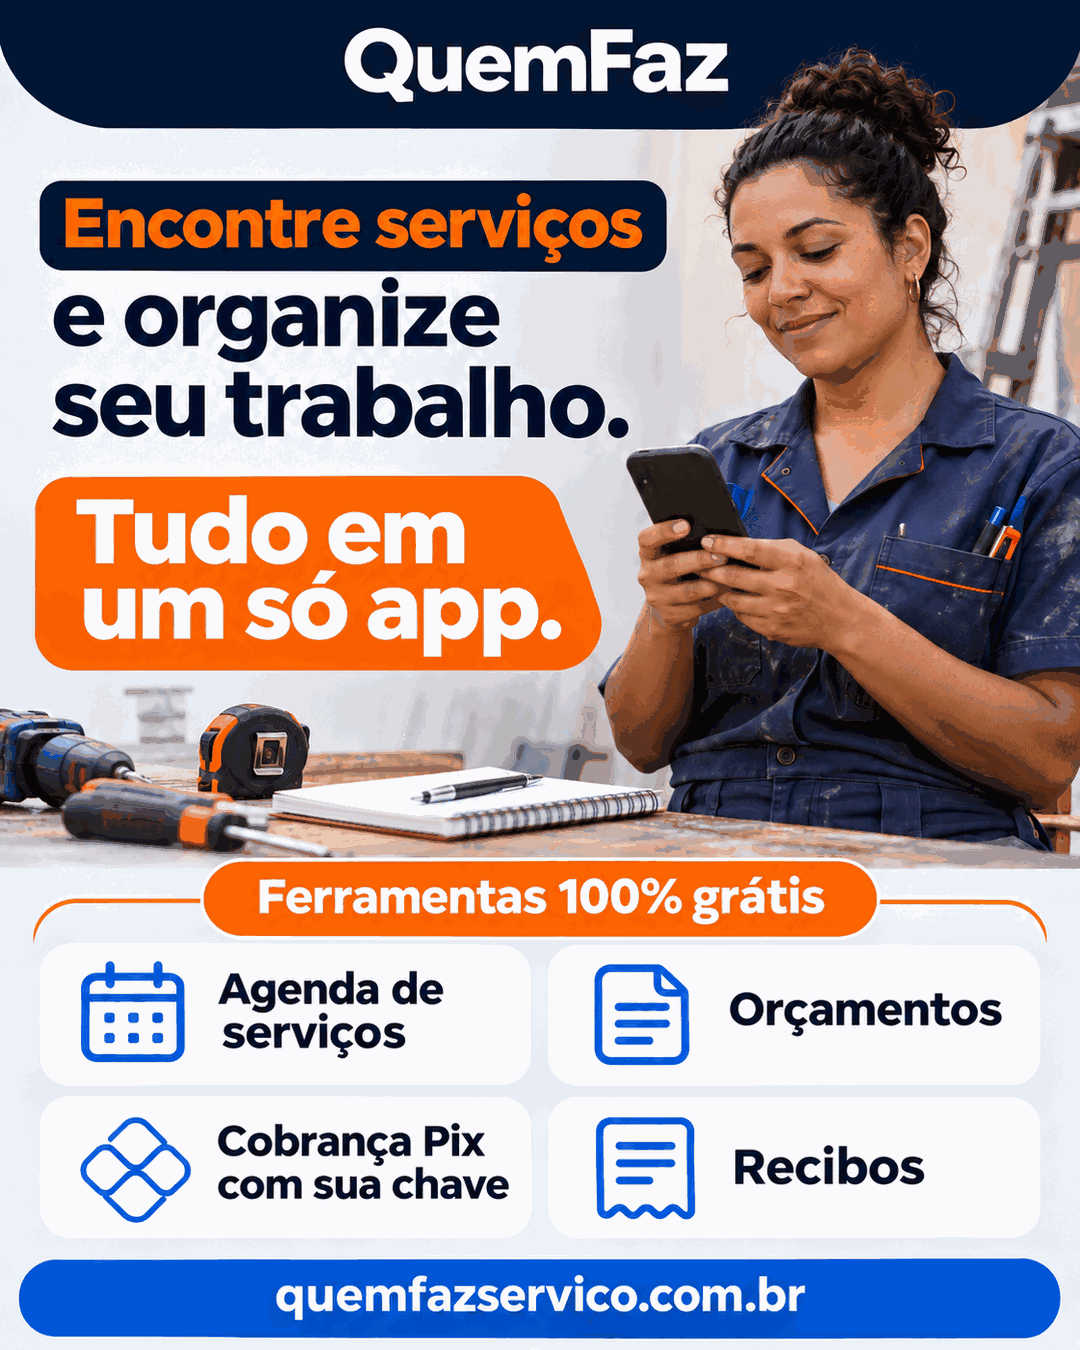 QuemFaz
Encontre serviços
e organize
seu trabalho.
Tudo em
um só app.
Ferramentas 100% grátis
Agenda de
serviços
Orçamentos
Cobrança Pix
com sua chave
Recibos
quemfazservico.com.br